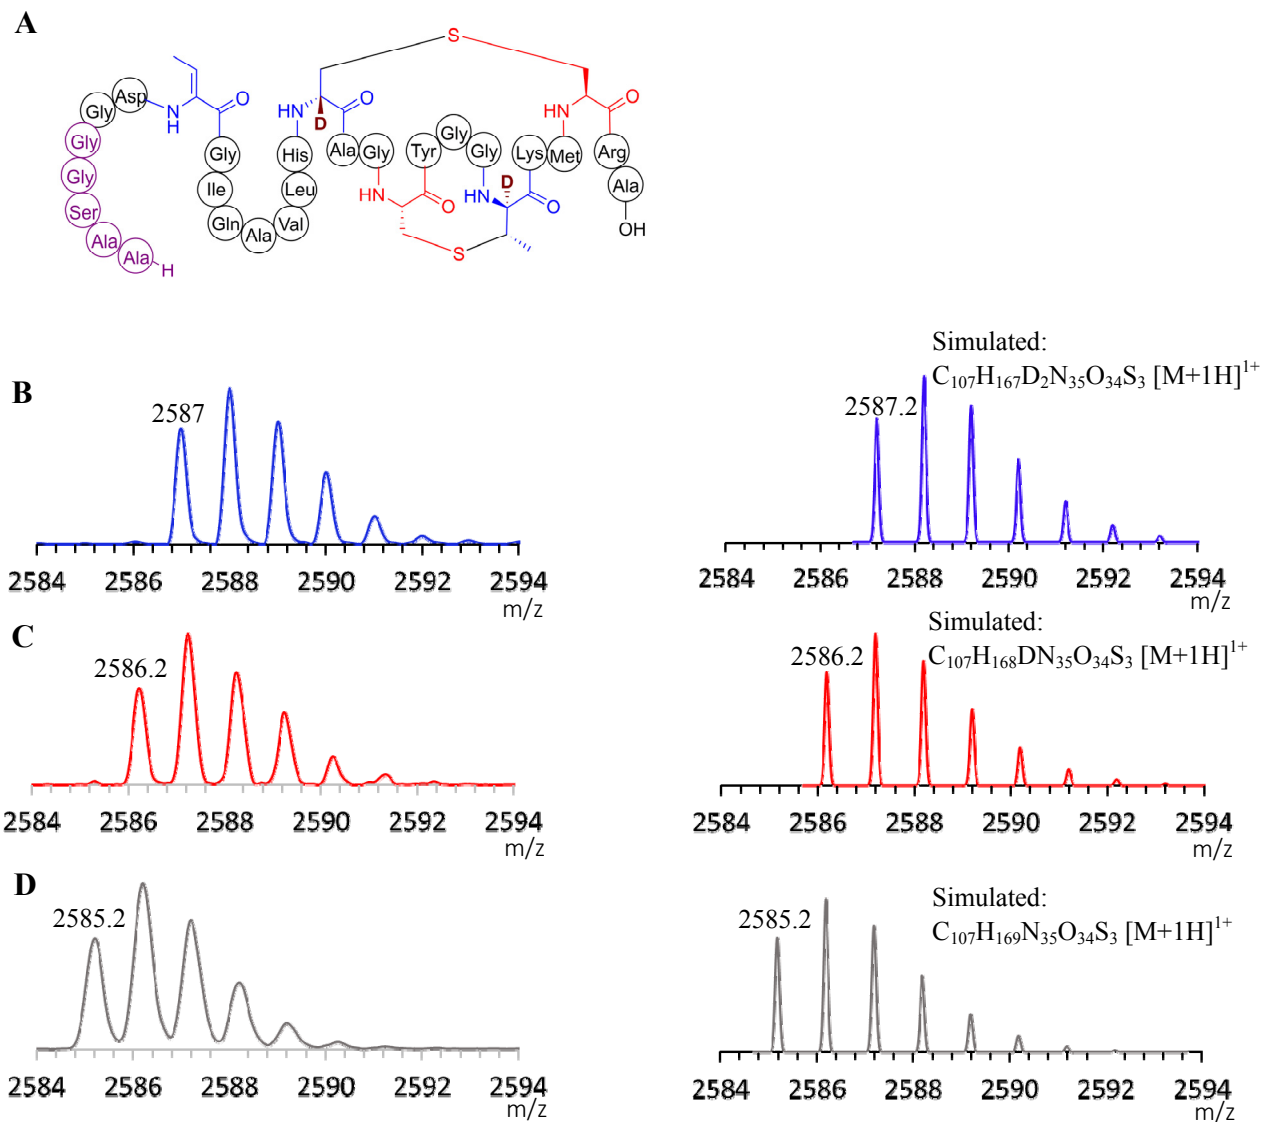 A
S
Asp
Gly
N
H
O
Gly
Gly
Ser
Ala
Ala
H
Gly
Ile
Gln
Ala
Val
Leu
His
HN
D
O
Ala
Gly
Tyr
Gly
Gly
Lys
Met
HN
O
Arg
Ala
OH
HN
O
HN
D
O
S
B
2587
2584 2586 2588 2590 2592 2594
m/z
Simulated:
C107H167D2N35O34S3 [M+1H]1+
2587.2
2584 2586 2588 2590 2592 2594
m/z
C
2586.2
2584 2586 2588 2590 2592 2594
m/z
Simulated:
C107H168DN35O34S3 [M+1H]1+
2586.2
2584 2586 2588 2590 2592 2594
m/z
D
2585.2
2584 2586 2588 2590 2592 2594
m/z
Simulated:
C107H169N35O34S3 [M+1H]1+
2585.2
2584 2586 2588 2590 2592 2594
m/z